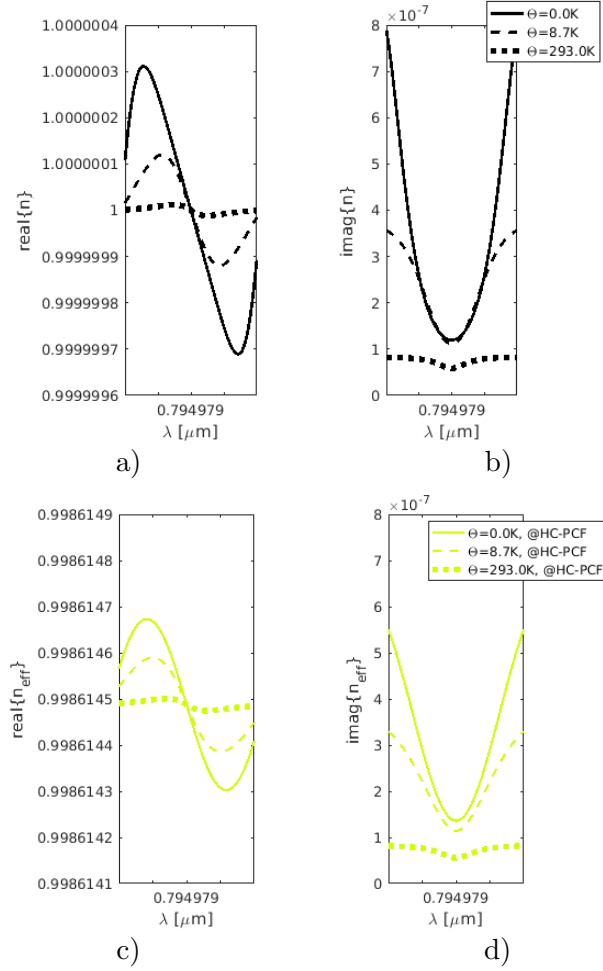 1.0000004
1.0000003
1.0000001
1
0.9999999
0.9999998
0.9999997
0.9999996
real{n}
0.794979
λ [μm]
a)
×10⁻⁷
8
7
6
5
4
3
2
1
0
imag{n}
0.794979
λ [μm]
b)
Θ=0.0K
Θ=8.7K
Θ=293.0K
0.9986149
0.9986148
0.9986147
0.9986146
0.9986145
0.9986144
0.9986143
0.9986142
0.9986141
real{n_eff}
0.794979
λ [μm]
c)
×10⁻⁷
8
7
6
5
4
3
2
1
0
imag{n_eff}
0.794979
λ [μm]
d)
Θ=0.0K, @HC-PCF
Θ=8.7K, @HC-PCF
Θ=293.0K, @HC-PCF